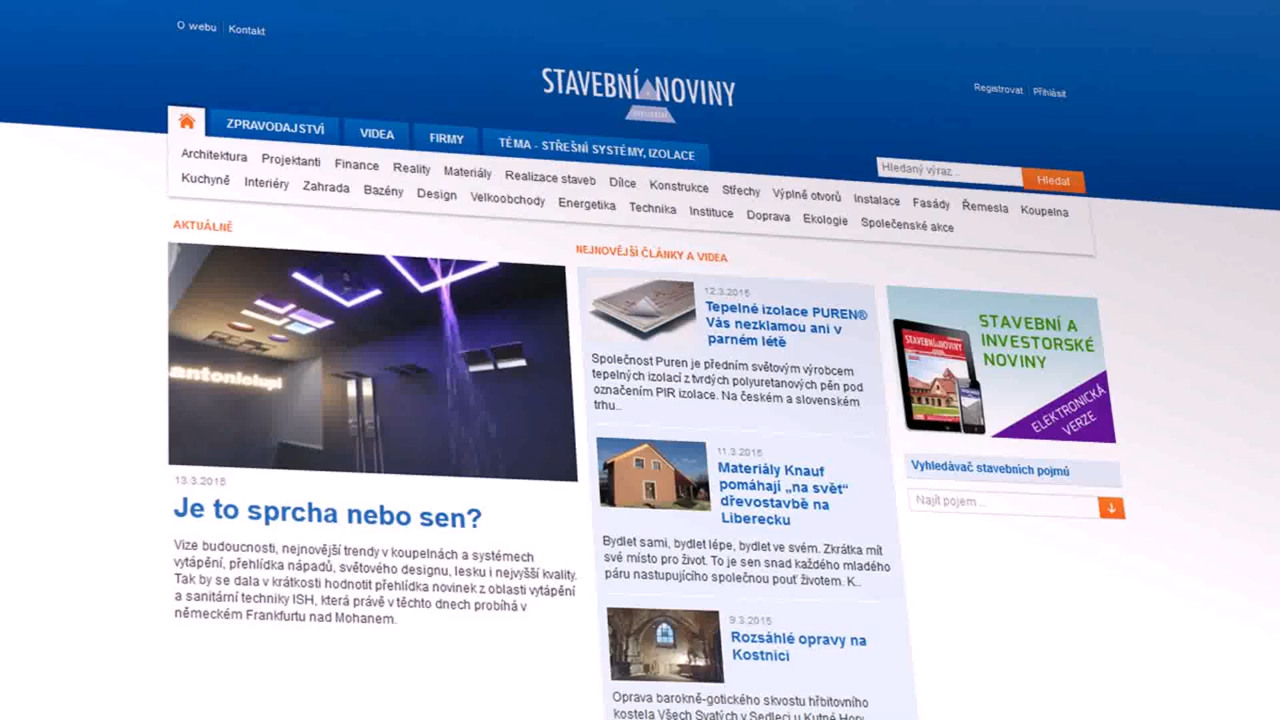 O webu
Kontakt
STAVEBNÍ NOVINY
Registrovat
Přihlásit
ZPRAVODAJSTVÍ
VIDEA
FIRMY
TÉMA - STŘEŠNÍ SYSTÉMY, IZOLACE
Hledaný výraz ...
Hledat
Architektura Projektanti Finance Reality Materiály Realizace staveb Dílce Konstrukce Střechy Výplně otvorů Instalace Fasády Řemesla Koupelna
Kuchyně Interiéry Zahrada Bazény Design Velkoobchody Energetika Technika Instituce Doprava Ekologie Společenské akce
AKTUÁLNĚ
antoniolupi
13.3.2015
Je to sprcha nebo sen?
Vize budoucnosti, nejnovější trendy v koupelnách a systémech
vytápění, přehlídka nápadů, světového designu, lesku i nejvyšší kvality.
Tak by se dala v krátkosti hodnotit přehlídka novinek z oblasti vytápění
a sanitární techniky ISH, která právě v těchto dnech probíhá v
německém Frankfurtu nad Mohanem.
NEJNOVĚJŠÍ ČLÁNKY A VIDEA
12.3.2015
Tepelné izolace PUREN®
Vás nezklamou ani v
parném létě
Společnost Puren je předním světovým výrobcem
tepelných izolací z tvrdých polyuretanových pěn pod
označením PIR izolace. Na českém a slovenském
trhu...
11.3.2015
Materiály Knauf
pomáhají „na svět“
dřevostavbě na
Liberecku
Bydlet sami, bydlet lépe, bydlet ve svém. Zkrátka mít
své místo pro život. To je sen snad každého mladého
páru nastupujícího společnou pouť životem. K...
9.3.2015
Rozsáhlé opravy na
Kostnici
Oprava barokně-gotického skvostu hřbitovního
kostela Všech Svatých v Sedleci u Kutné Hory
STAVEBNÍ A
INVESTORSKÉ
NOVINY
STAVEBNÍ NOVINY
ELEKTRONICKÁ
VERZE
Vyhledávač stavebních pojmů
Najít pojem ...